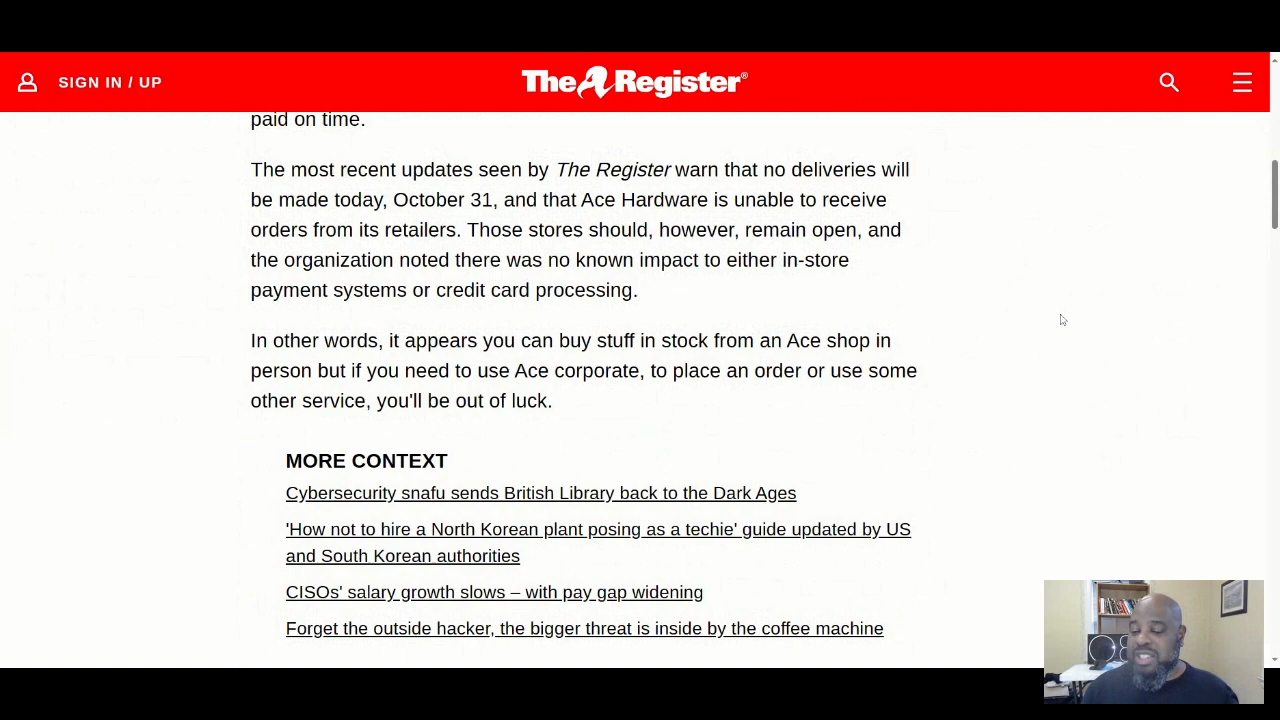 SIGN IN / UP
The Register®
paid on time.
The most recent updates seen by The Register warn that no deliveries will
be made today, October 31, and that Ace Hardware is unable to receive
orders from its retailers. Those stores should, however, remain open, and
the organization noted there was no known impact to either in-store
payment systems or credit card processing.
In other words, it appears you can buy stuff in stock from an Ace shop in
person but if you need to use Ace corporate, to place an order or use some
other service, you'll be out of luck.
MORE CONTEXT
Cybersecurity snafu sends British Library back to the Dark Ages
'How not to hire a North Korean plant posing as a techie' guide updated by US
and South Korean authorities
CISOs' salary growth slows – with pay gap widening
Forget the outside hacker, the bigger threat is inside by the coffee machine